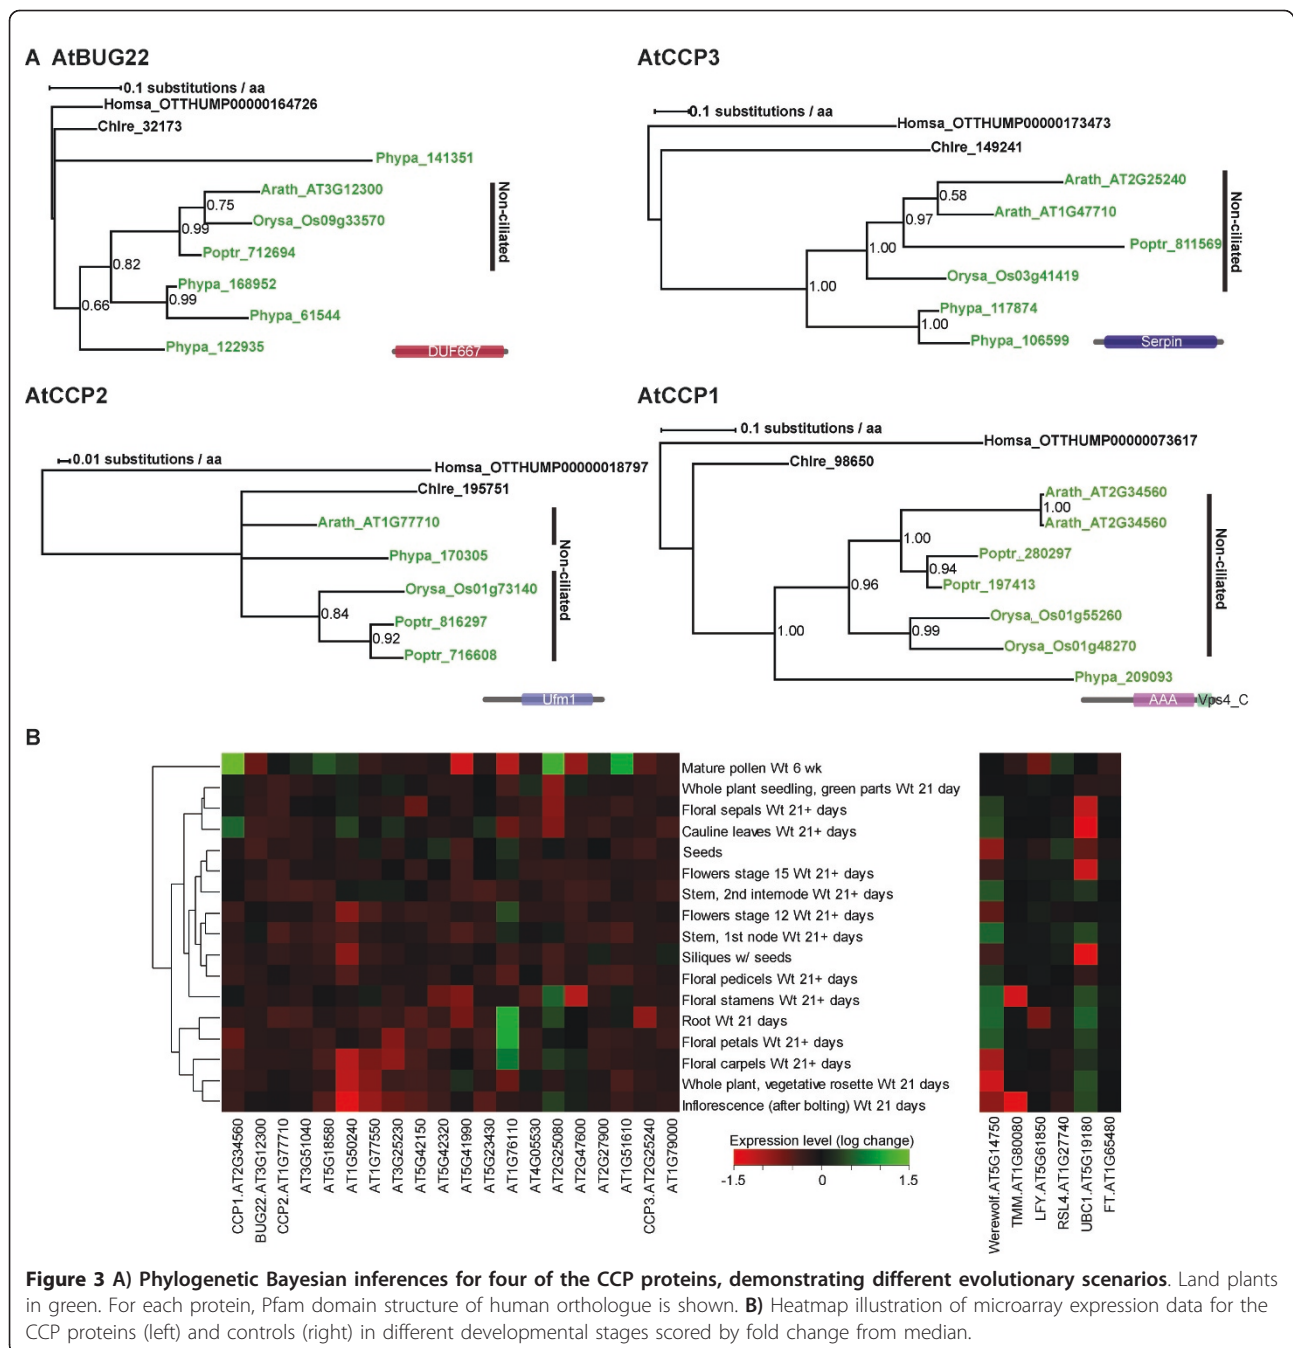 A AtBUG22
0.1 substitutions / aa
Homsa_OTTHUMP00000164726
Chlre_32173
Phypa_141351
Arath_AT3G12300
0.75
Orysa_Os09g33570
0.99
Poptr_712694
0.82
Phypa_168952
0.99
0.66
Phypa_61544
Phypa_122935
Non-ciliated
DUF667
AtCCP3
0.1 substitutions / aa
Homsa_OTTHUMP00000173473
Chlre_149241
Arath_AT2G25240
0.58
Arath_AT1G47710
0.97
Poptr_811569
1.00
Orysa_Os03g41419
1.00
Phypa_117874
1.00
Phypa_106599
Non-ciliated
Serpin
AtCCP2
0.01 substitutions / aa
Homsa_OTTHUMP00000018797
Chlre_195751
Arath_AT1G77710
Phypa_170305
Orysa_Os01g73140
0.84
Poptr_816297
0.92
Poptr_716608
Non-ciliated
Ufm1
AtCCP1
0.1 substitutions / aa
Homsa_OTTHUMP00000073617
Chlre_98650
Arath_AT2G34560
1.00
Arath_AT2G34560
1.00
Poptr_280297
0.94
Poptr_197413
0.96
Orysa_Os01g55260
0.99
1.00
Orysa_Os01g48270
Phypa_209093
Non-ciliated
AAA
Vps4_C
B
Mature pollen Wt 6 wk
Whole plant seedling, green parts Wt 21 day
Floral sepals Wt 21+ days
Cauline leaves Wt 21+ days
Seeds
Flowers stage 15 Wt 21+ days
Stem, 2nd internode Wt 21+ days
Flowers stage 12 Wt 21+ days
Stem, 1st node Wt 21+ days
Siliques w/ seeds
Floral pedicels Wt 21+ days
Floral stamens Wt 21+ days
Root Wt 21 days
Floral petals Wt 21+ days
Floral carpels Wt 21+ days
Whole plant, vegetative rosette Wt 21 days
Inflorescence (after bolting) Wt 21 days
CCP1.AT2G34560
BUG22.AT3G12300
CCP2.AT1G77710
AT3G51040
AT5G18580
AT1G50240
AT1G77550
AT3G25230
AT5G42150
AT5G42320
AT5G41990
AT5G23430
AT1G76110
AT4G05530
AT2G25080
AT2G47600
AT2G27900
AT1G51610
CCP3.AT2G25240
AT1G79000
Expression level (log change)
-1.5
0
1.5
Werewolf.AT5G14750
TMM.AT1G80080
LFY.AT5G61850
RSL4.AT1G27740
UBC1.AT5G19180
FT.AT1G65480
Figure 3 A) Phylogenetic Bayesian inferences for four of the CCP proteins, demonstrating different evolutionary scenarios. Land plants
in green. For each protein, Pfam domain structure of human orthologue is shown. B) Heatmap illustration of microarray expression data for the
CCP proteins (left) and controls (right) in different developmental stages scored by fold change from median.